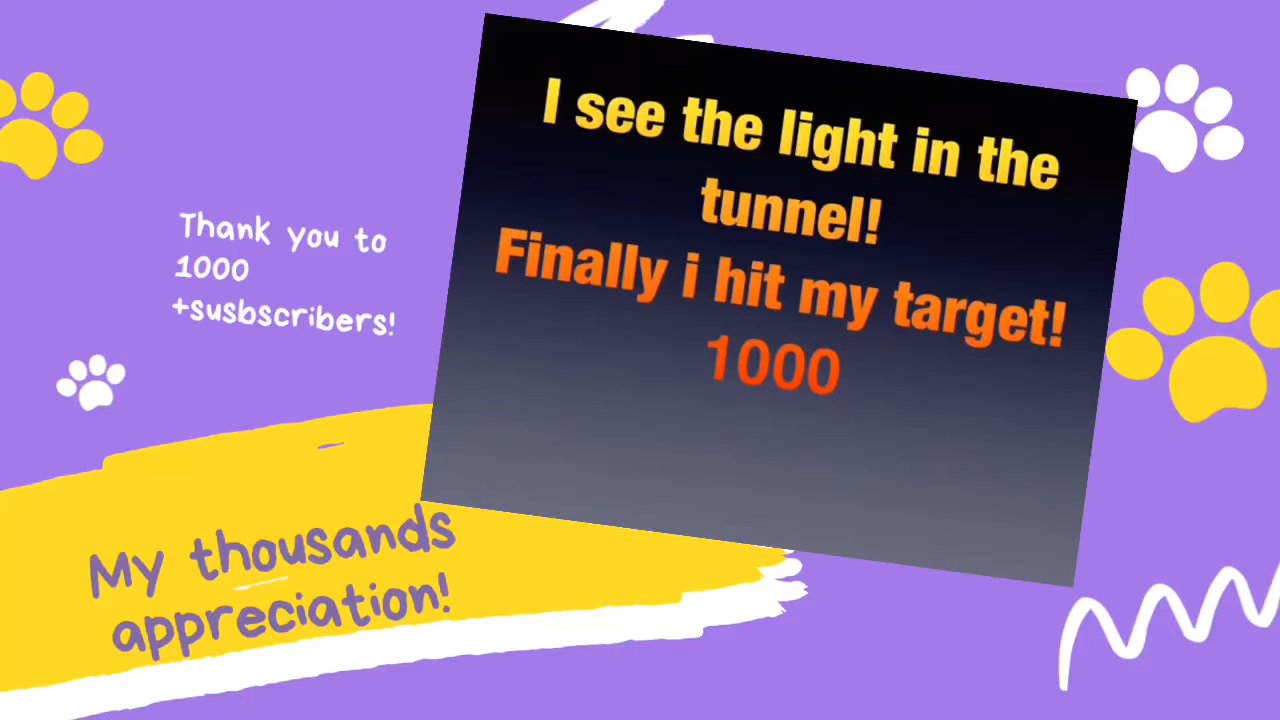 Thank you to
1000
+susbscribers!
I see the light in the
tunnel!
Finally i hit my target!
1000
My thousands
appreciation!